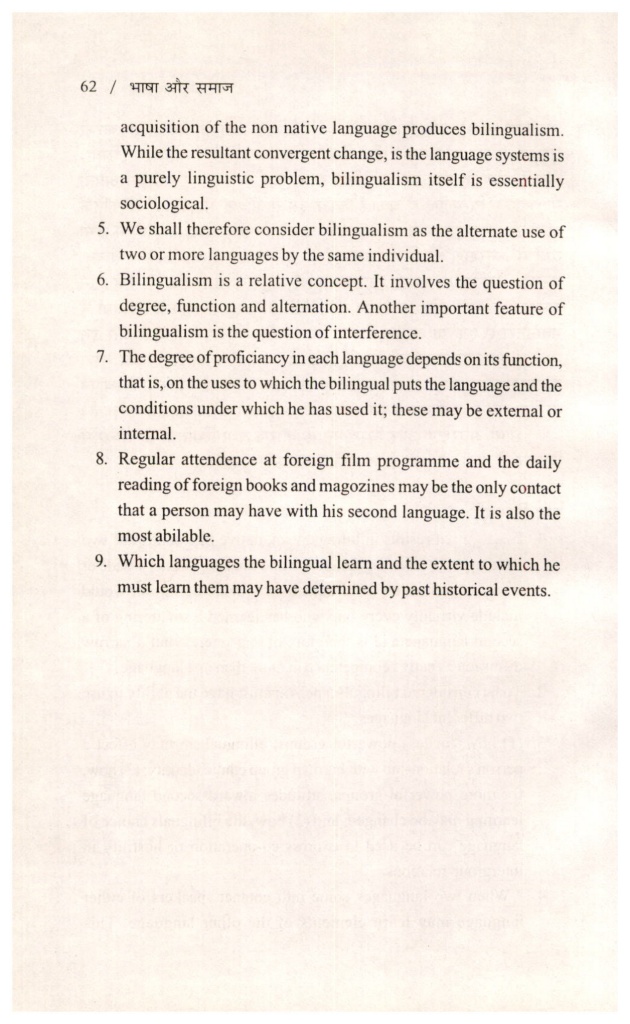 62 / भाषा और समाज
acquisition of the non native language produces bilingualism.
While the resultant convergent change, is the language systems is
a purely linguistic problem, bilingualism itself is essentially
sociological.
5. We shall therefore consider bilingualism as the alternate use of
two or more languages by the same individual.
6. Bilingualism is a relative concept. It involves the question of
degree, function and alternation. Another important feature of
bilingualism is the question of interference.
7. The degree of proficiancy in each language depends on its function,
that is, on the uses to which the bilingual puts the language and the
conditions under which he has used it; these may be external or
internal.
8. Regular attendence at foreign film programme and the daily
reading of foreign books and magozines may be the only contact
that a person may have with his second language. It is also the
most abilable.
9. Which languages the bilingual learn and the extent to which he
must learn them may have detemined by past historical events.